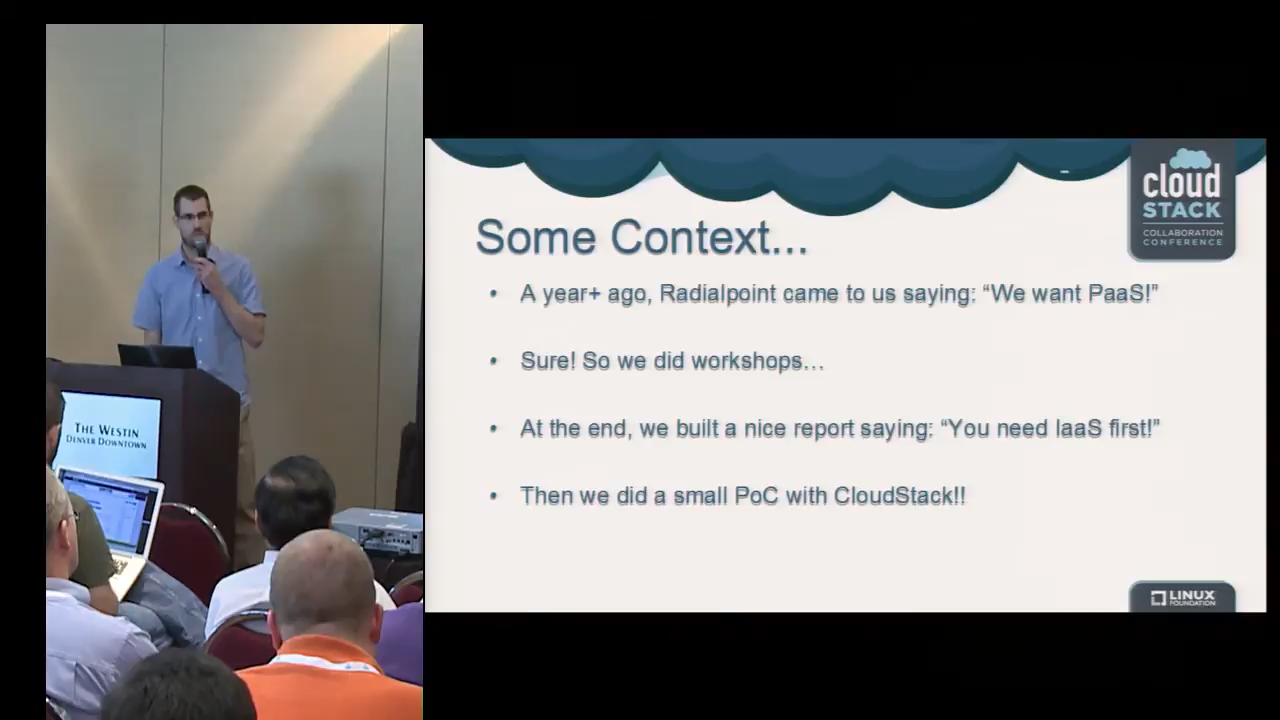 cloud
STACK
COLLABORATION
CONFERENCE
Some Context...
• A year+ ago, Radialpoint came to us saying: “We want PaaS!”
• Sure! So we did workshops…
• At the end, we built a nice report saying: “You need IaaS first!”
• Then we did a small PoC with CloudStack!!
THE WESTIN
DENVER DOWNTOWN
LINUX
FOUNDATION